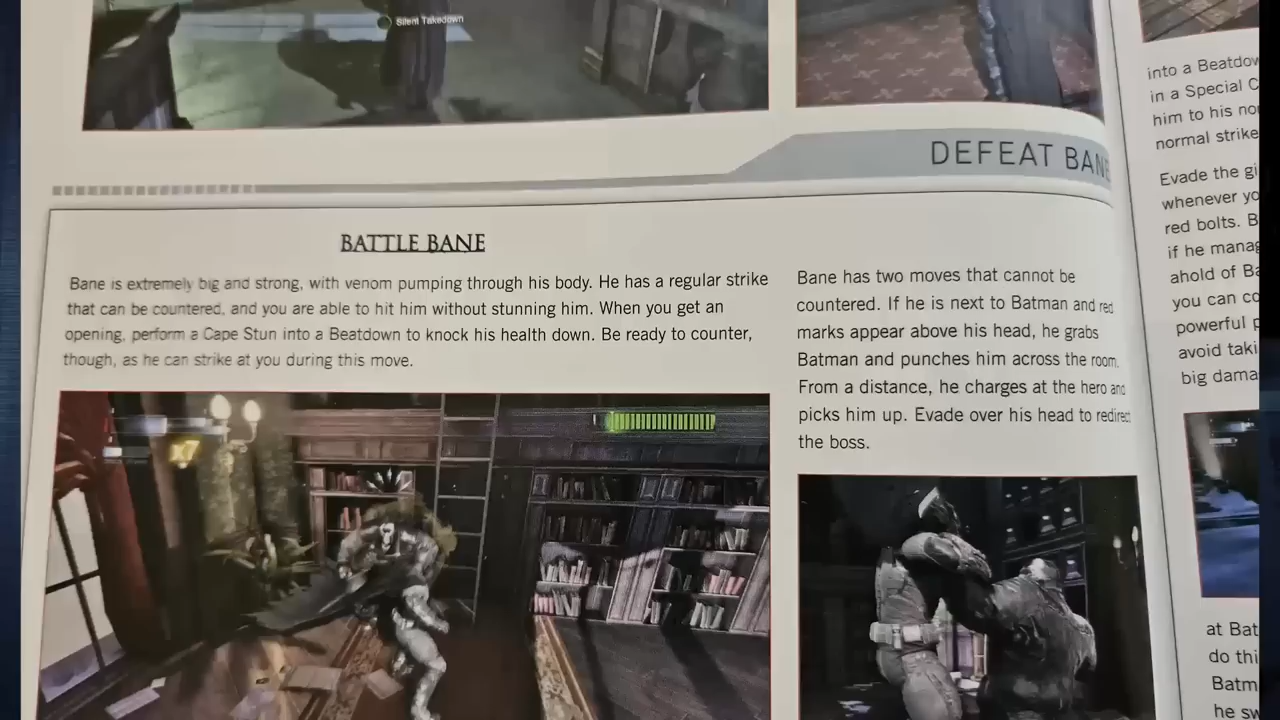 Silent Takedown
DEFEAT BANE
BATTLE BANE
Bane is extremely big and strong, with venom pumping through his body. He has a regular strike
that can be countered, and you are able to hit him without stunning him. When you get an
opening, perform a Cape Stun into a Beatdown to knock his health down. Be ready to counter,
though, as he can strike at you during this move.
Bane has two moves that cannot be
countered. If he is next to Batman and red
marks appear above his head, he grabs
Batman and punches him across the room.
From a distance, he charges at the hero and
picks him up. Evade over his head to redirect
the boss.
into a Beatdow
in a Special C
him to his no
normal strike
Evade the gi
whenever yo
red bolts. B
if he manag
ahold of Ba
you can co
powerful p
avoid taki
big dama
at Bat
do thi
Batm
he sw